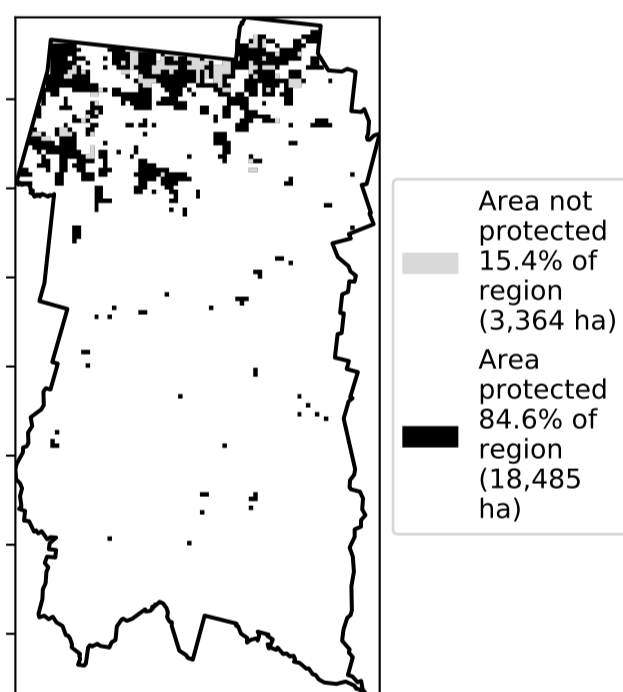 Area not
protected
15.4% of
region
(3,364 ha)
Area
protected
84.6% of
region
(18,485
ha)